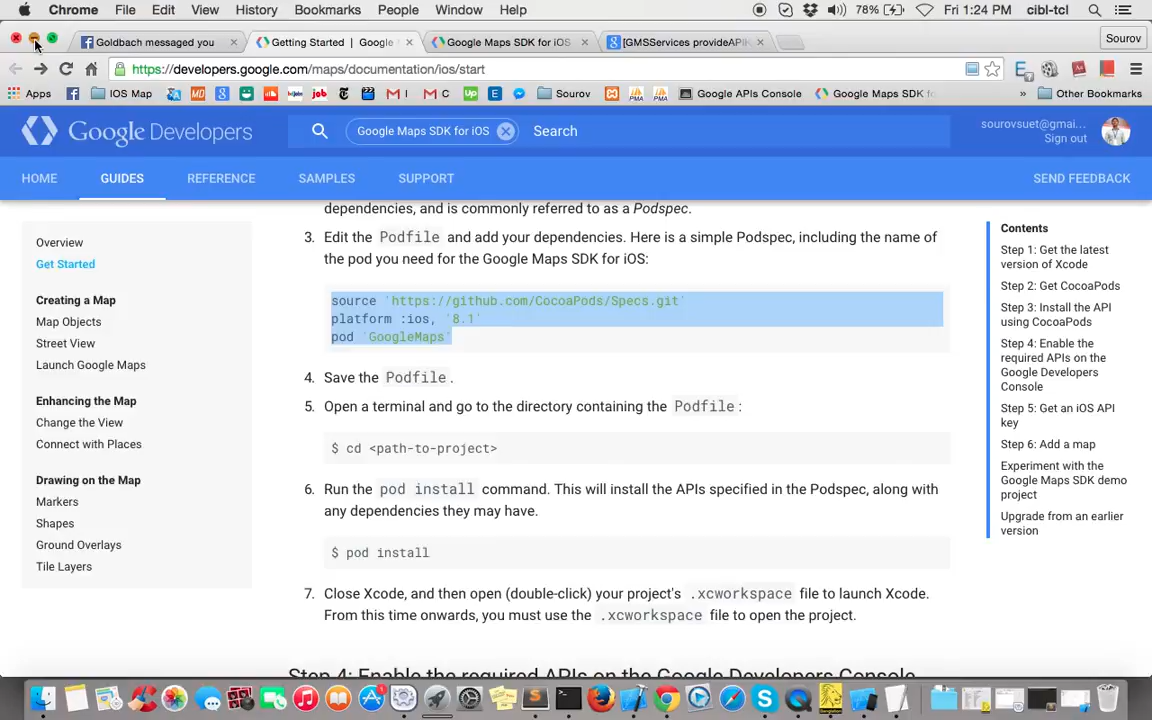 Chrome File Edit View History Bookmarks People Window Help 78% Fri 1:24 PM cibl-tcl
Goldbach messaged you Getting Started | Google Google Maps SDK for iOS [GMSServices provideAPIK Sourov
https://developers.google.com/maps/documentation/ios/start
Apps IOS Map M I M C Sourov Google APIs Console Google Maps SDK fo » Other Bookmarks
Google Developers Google Maps SDK for iOS Search sourovsuet@gmai...
Sign out
HOME GUIDES REFERENCE SAMPLES SUPPORT SEND FEEDBACK
Overview
Get Started
Creating a Map
Map Objects
Street View
Launch Google Maps
Enhancing the Map
Change the View
Connect with Places
Drawing on the Map
Markers
Shapes
Ground Overlays
Tile Layers
dependencies, and is commonly referred to as a Podspec.
3. Edit the Podfile and add your dependencies. Here is a simple Podspec, including the name of
the pod you need for the Google Maps SDK for iOS:
source 'https://github.com/CocoaPods/Specs.git'
platform :ios, '8.1'
pod 'GoogleMaps'
4. Save the Podfile.
5. Open a terminal and go to the directory containing the Podfile:
$ cd <path-to-project>
6. Run the pod install command. This will install the APIs specified in the Podspec, along with
any dependencies they may have.
$ pod install
7. Close Xcode, and then open (double-click) your project's .xcworkspace file to launch Xcode.
From this time onwards, you must use the .xcworkspace file to open the project.
Step 4: Enable the required APIs on the Google Developers Console
Contents
Step 1: Get the latest
version of Xcode
Step 2: Get CocoaPods
Step 3: Install the API
using CocoaPods
Step 4: Enable the
required APIs on the
Google Developers
Console
Step 5: Get an iOS API
key
Step 6: Add a map
Experiment with the
Google Maps SDK demo
project
Upgrade from an earlier
version